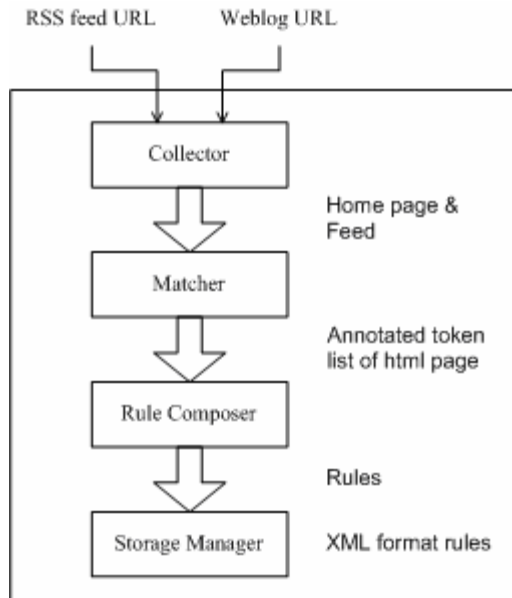 RSS feed URL
Weblog URL
Collector
Home page &
Feed
Matcher
Annotated token
list of html page
Rule Composer
Rules
Storage Manager
XML format rules